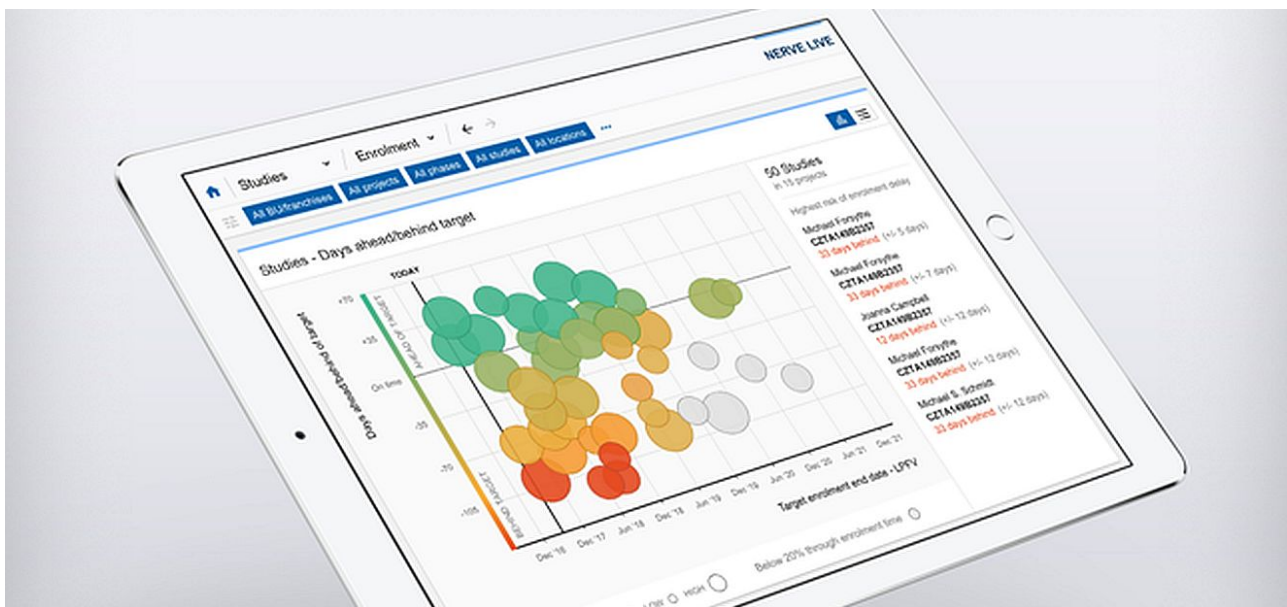 NERVE LIVE
Studies
Enrolment
All BU/franchises
All projects
All phases
All studies
All locations
Studies - Days ahead/behind target
50 Studies
in 15 projects
Highest risk of enrolment delay
Michael Forsythe
CZTA149B2357
33 days behind (+/- 5 days)
Michael Forsythe
CZTA149B2357
33 days behind (+/- 7 days)
Joanna Campbell
CZTA149B2357
12 days behind (+/- 12 days)
Michael Forsythe
CZTA149B2357
33 days behind (+/- 12 days)
Michael S. Schmidt
CZTA149B2357
33 days behind (+/- 12 days)
TODAY
Days ahead/behind of target
+70
+35
On time
-35
-70
-105
AHEAD OF TARGET
BEHIND TARGET
Dec '16
Dec '17
Jun '18
Dec '18
Jun '19
Dec '19
Jun '20
Dec '20
Jun '21
Dec '21
Target enrolment end date - LPFV
LOW
HIGH
Below 20% through enrolment time